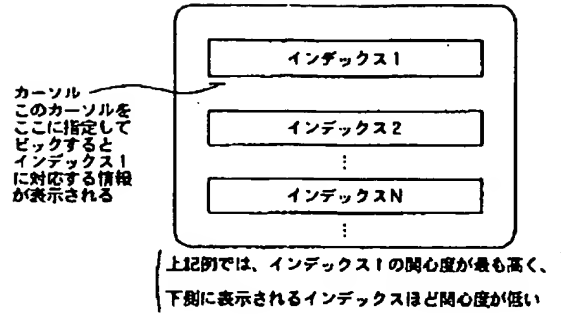 インデックス1
カーソル
このカーソルを
ここに指定して
ピックすると
インデックス1
に対応する情報
が表示される
インデックス2
⋮
インデックスN
⋮
上記例では、インデックス1の関心度が最も高く、
下側に表示されるインデックスほど関心度が低い